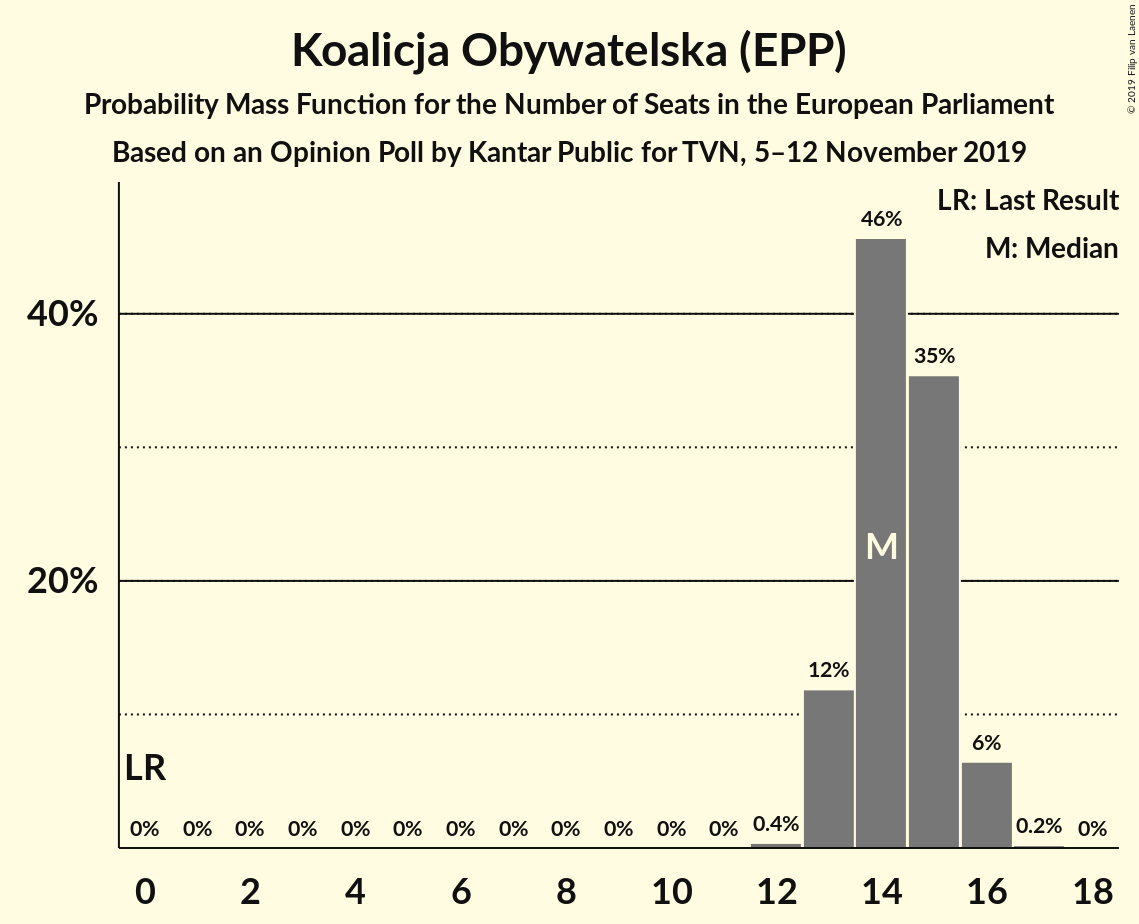 Koalicja Obywatelska (EPP)
Probability Mass Function for the Number of Seats in the European Parliament
Based on an Opinion Poll by Kantar Public for TVN, 5–12 November 2019
© 2019 Filip van Laenen
LR: Last Result
M: Median
46%
40%
35%
M
20%
12%
6%
LR
0% 0% 0% 0% 0% 0% 0% 0% 0% 0% 0% 0% 0.4% 0.2% 0%
0 2 4 6 8 10 12 14 16 18